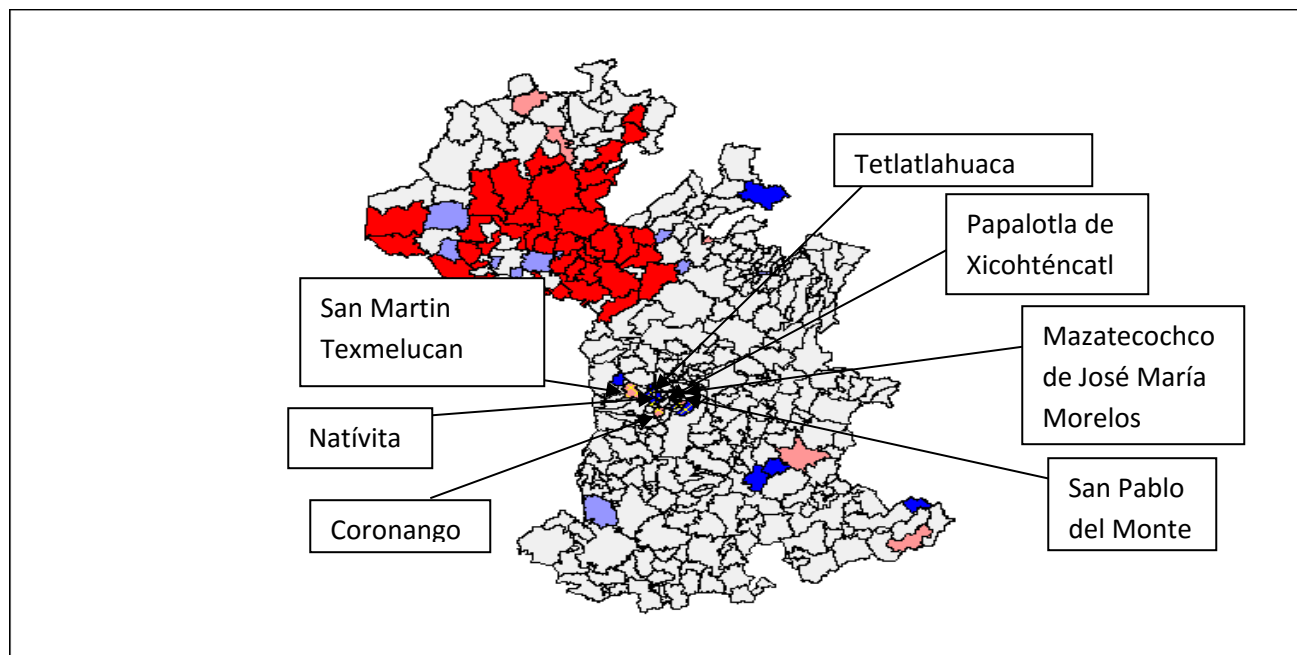 Tetlatlahuaca
Papalotla de
Xicohténcatl
San Martin
Texmelucan
Mazatecochco
de José María
Morelos
Natívita
San Pablo
del Monte
Coronango